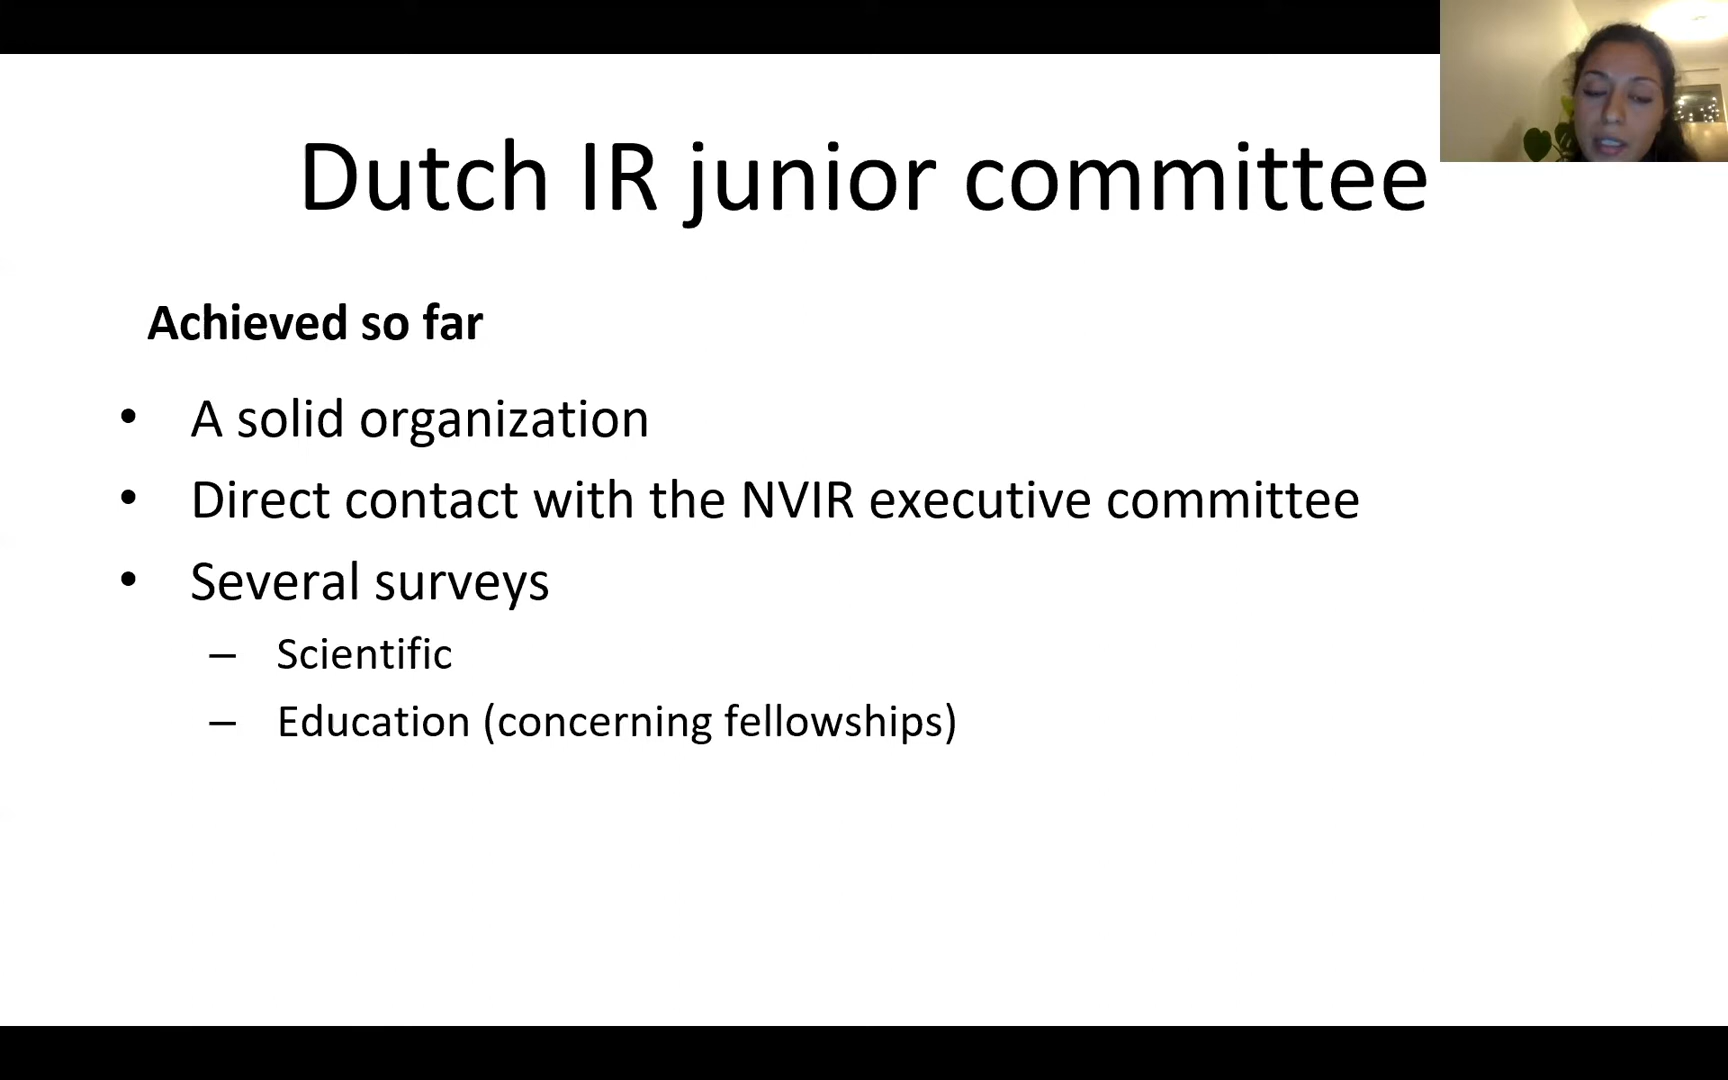 Dutch IR junior committee
Achieved so far
• A solid organization
• Direct contact with the NVIR executive committee
• Several surveys
– Scientific
– Education (concerning fellowships)